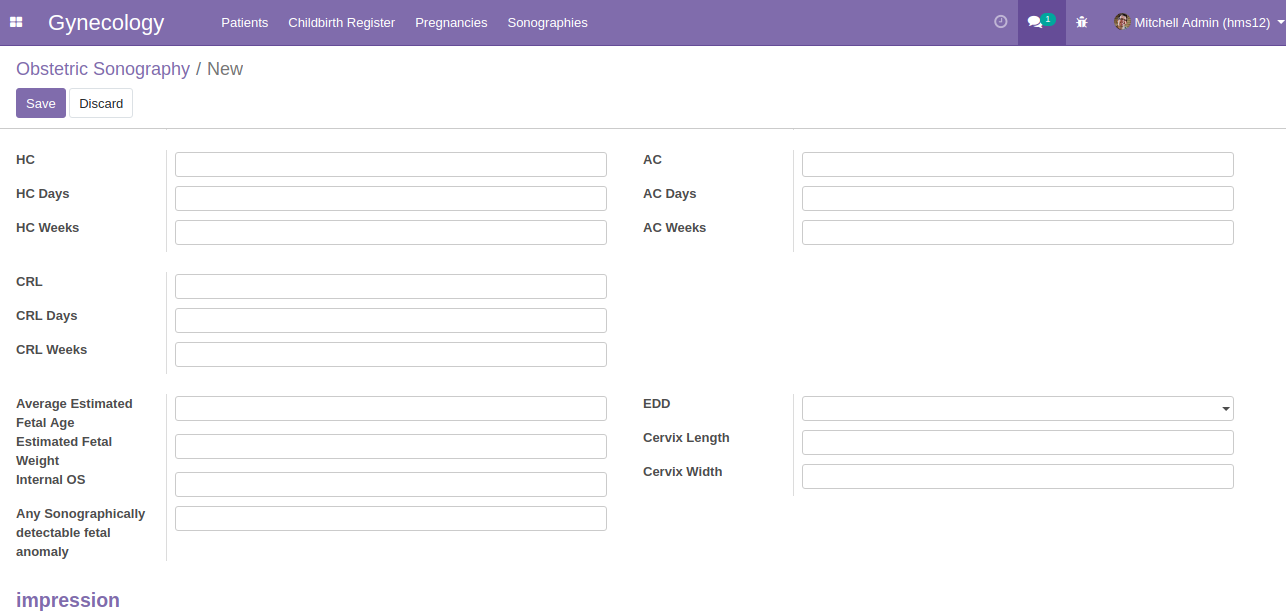 Gynecology Patients Childbirth Register Pregnancies Sonographies 1 Mitchell Admin (hms12)
Obstetric Sonography / New
Save Discard
HC
HC Days
HC Weeks
AC
AC Days
AC Weeks
CRL
CRL Days
CRL Weeks
Average Estimated
Fetal Age
Estimated Fetal
Weight
Internal OS
Any Sonographically
detectable fetal
anomaly
EDD
Cervix Length
Cervix Width
impression